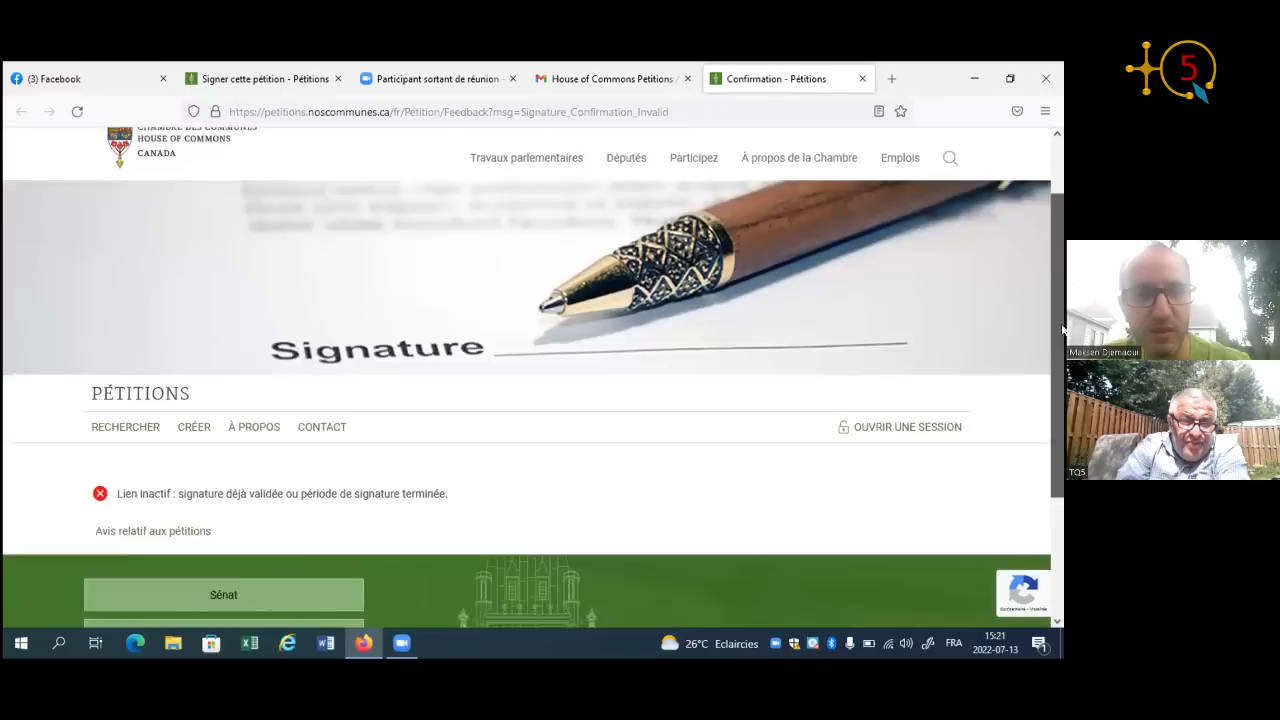 5
(3) Facebook
Signer cette pétition - Pétitions
Participant sortant de réunion -
House of Commons Petitions /
Confirmation - Pétitions
https://petitions.noscommunes.ca/fr/Petition/Feedback?msg=Signature_Confirmation_Invalid
CHAMBRE DES COMMUNES
HOUSE OF COMMONS
CANADA
Travaux parlementaires
Députés
Participez
À propos de la Chambre
Emplois
Signature
PÉTITIONS
RECHERCHER
CRÉER
À PROPOS
CONTACT
OUVRIR UNE SESSION
Lien inactif : signature déjà validée ou période de signature terminée.
Avis relatif aux pétitions
Sénat
Maksen Djemaoui
TQ5
26°C Eclaircies
FRA
15:21
2022-07-13
1